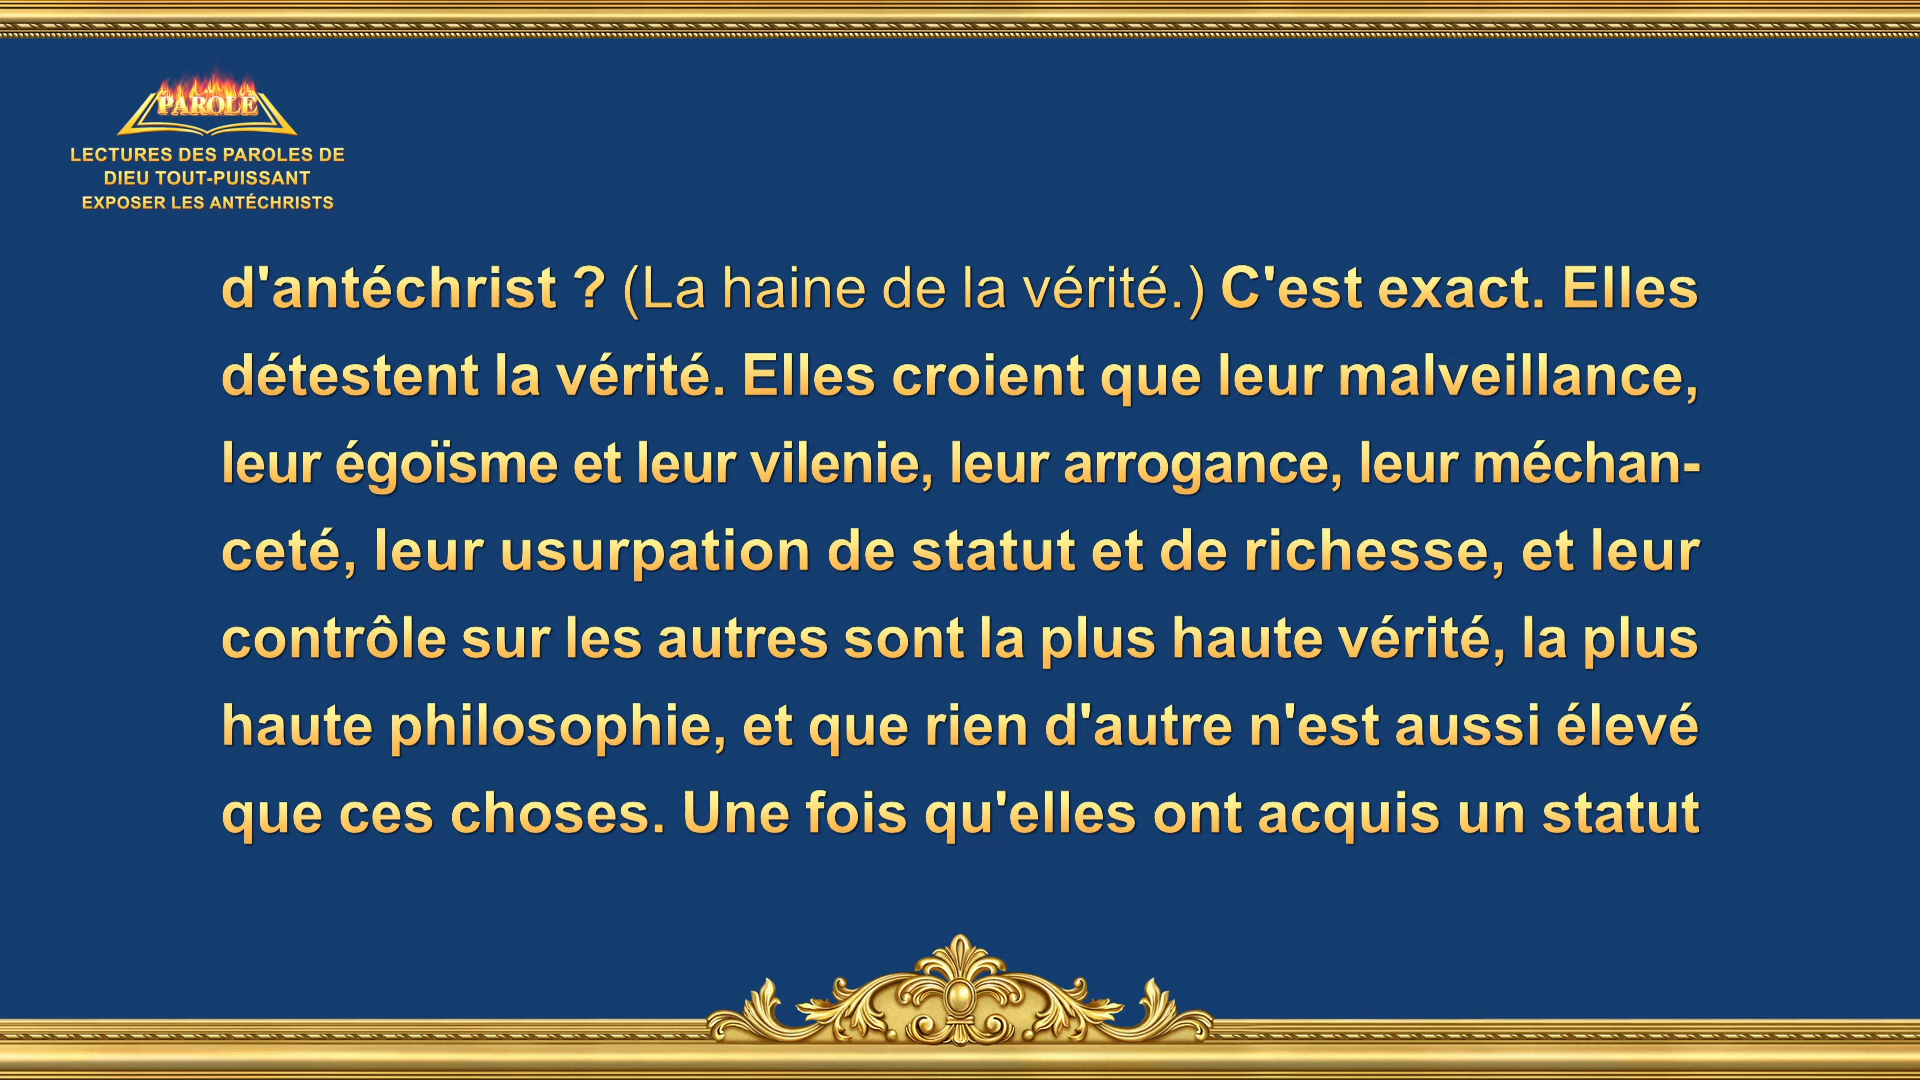 PAROLE
LECTURES DES PAROLES DE
DIEU TOUT-PUISSANT
EXPOSER LES ANTÉCHRISTS
d'antéchrist ? (La haine de la vérité.) C'est exact. Elles
détestent la vérité. Elles croient que leur malveillance,
leur égoïsme et leur vilenie, leur arrogance, leur méchan-
ceté, leur usurpation de statut et de richesse, et leur
contrôle sur les autres sont la plus haute vérité, la plus
haute philosophie, et que rien d'autre n'est aussi élevé
que ces choses. Une fois qu'elles ont acquis un statut